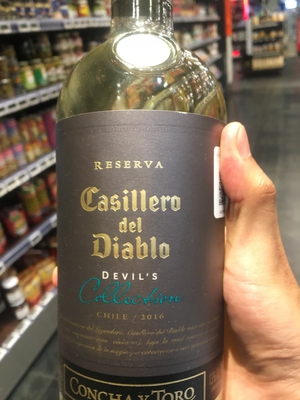 RESERVA
Casillero
del
Diablo
DEVIL'S
Collection
CHILE / 2016
CONCHA Y TORO